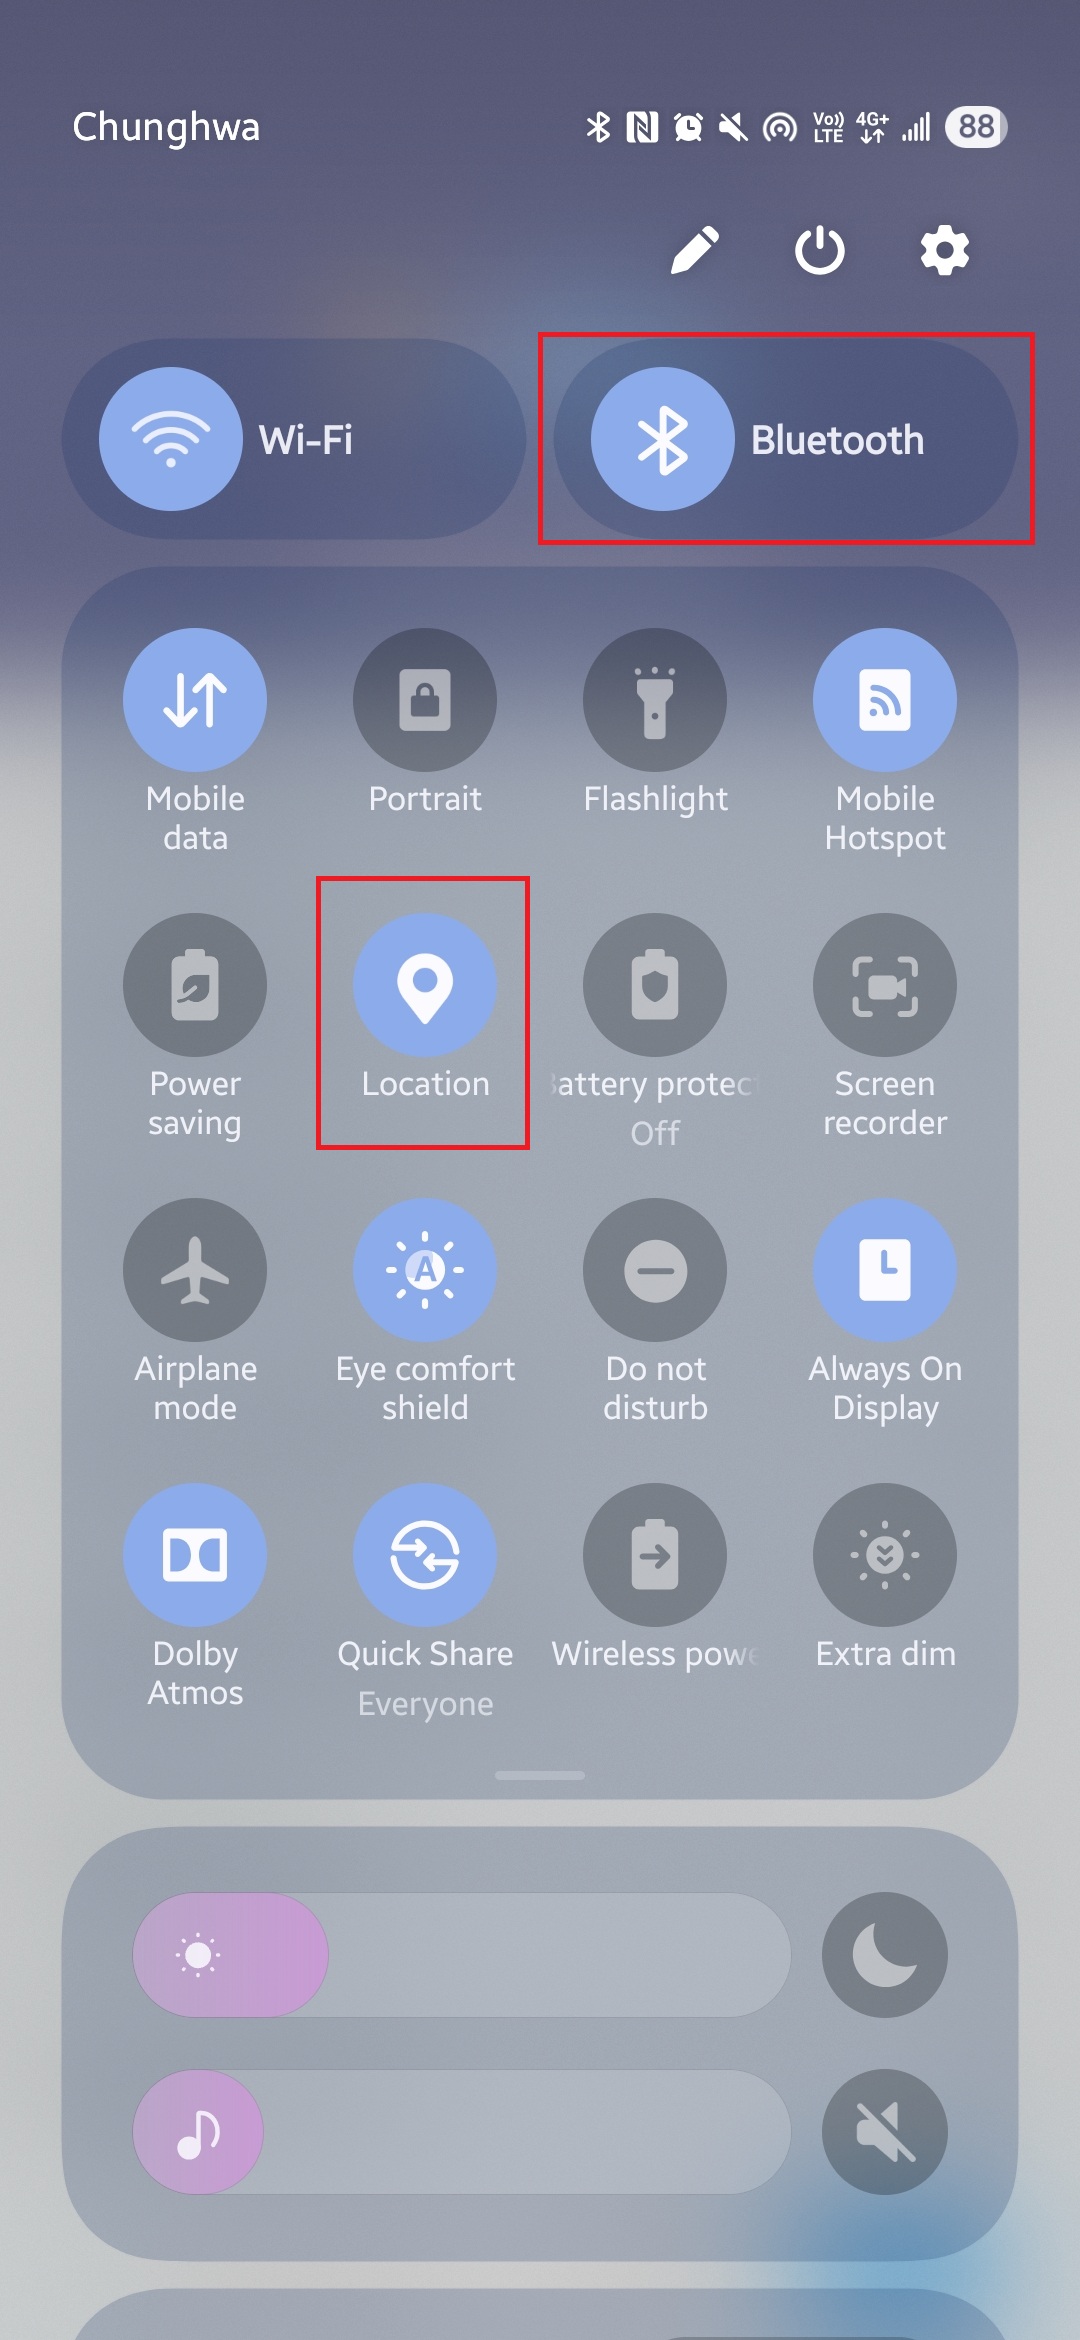 Chunghwa
Vo)) LTE 4G+ 88
Wi-Fi
Bluetooth
Mobile data
Portrait
Flashlight
Mobile Hotspot
Power saving
Location
attery protec
Off
Screen recorder
Airplane mode
Eye comfort shield
A
Do not disturb
Always On Display
Dolby Atmos
Quick Share
Everyone
Wireless powe
Extra dim